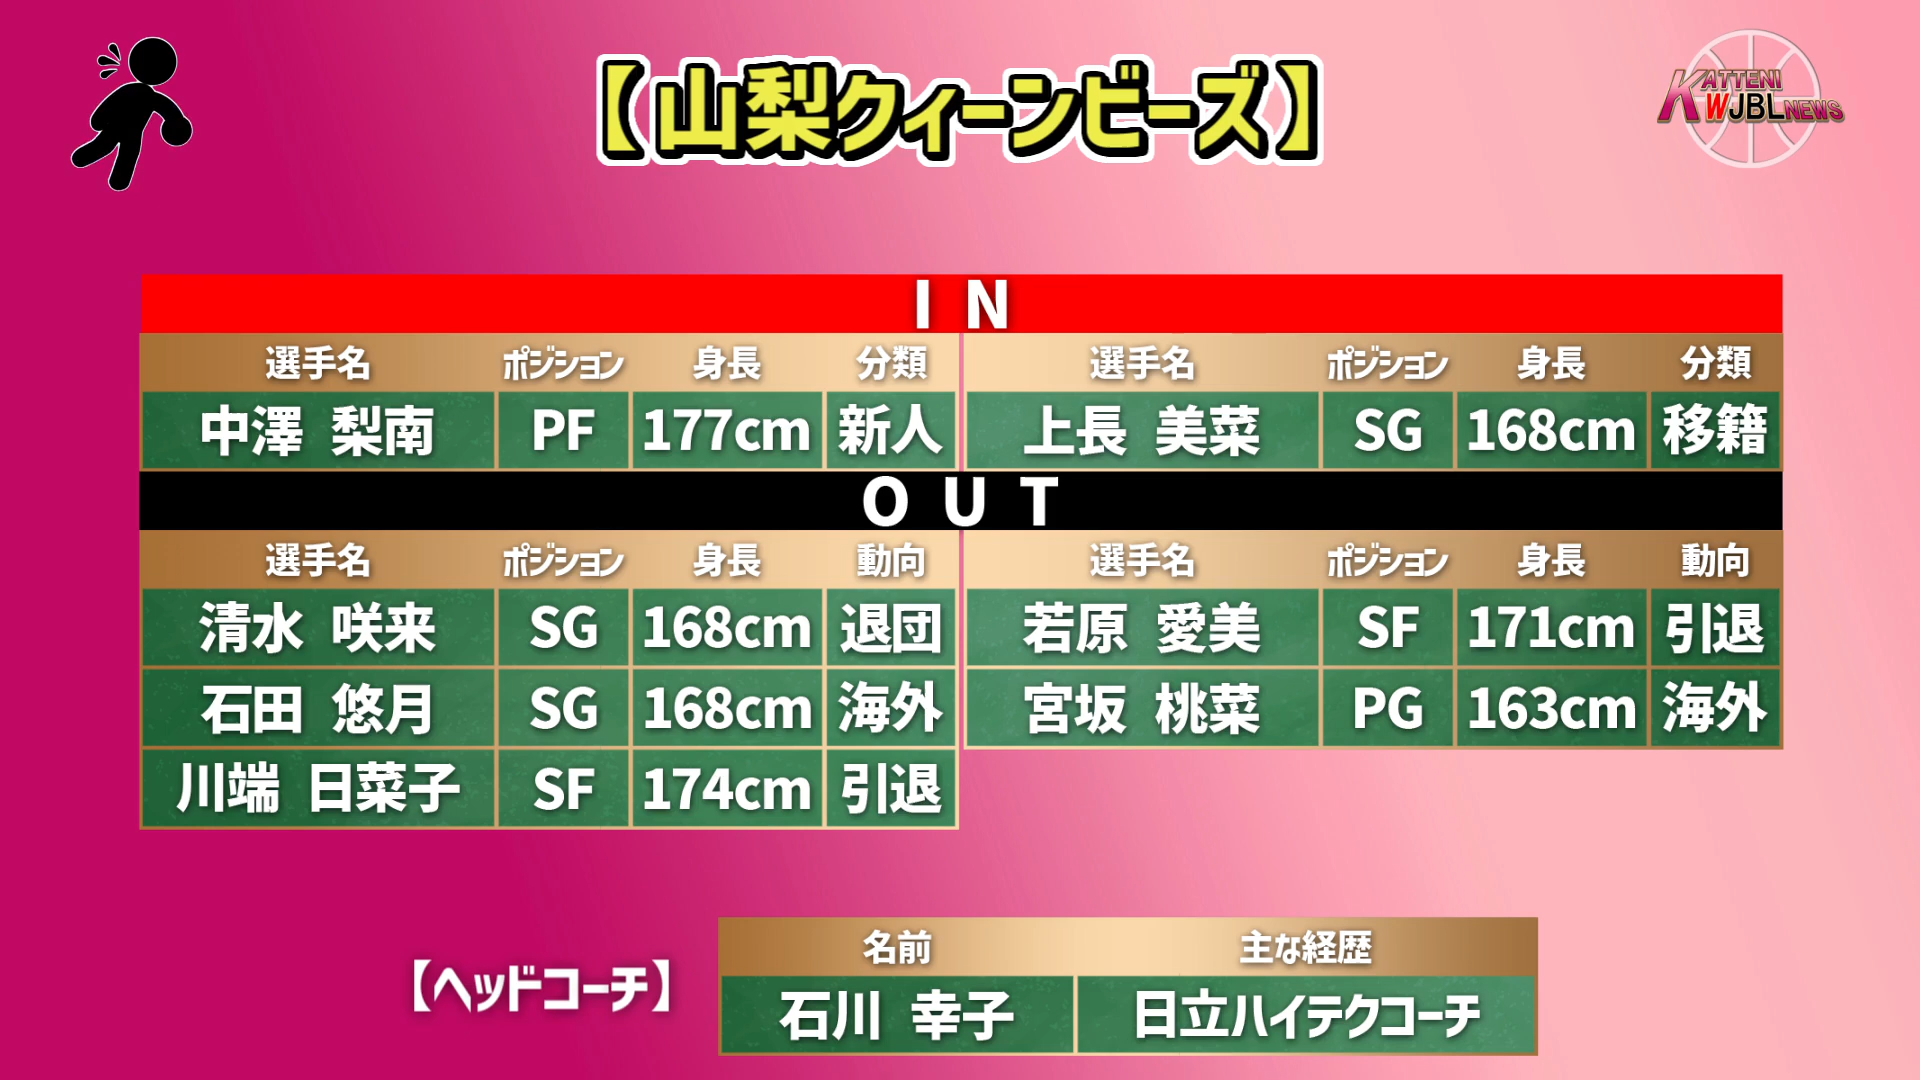 【山梨クィーンビーズ】
KATTENI
WJBL NEWS
IN
選手名 ポジション 身長 分類 選手名 ポジション 身長 分類
中澤 梨南 PF 177cm 新人 上長 美菜 SG 168cm 移籍
OUT
選手名 ポジション 身長 動向 選手名 ポジション 身長 動向
清水 咲来 SG 168cm 退団 若原 愛美 SF 171cm 引退
石田 悠月 SG 168cm 海外 宮坂 桃菜 PG 163cm 海外
川端 日菜子 SF 174cm 引退
【ヘッドコーチ】
名前 主な経歴
石川 幸子 日立ハイテクコーチ